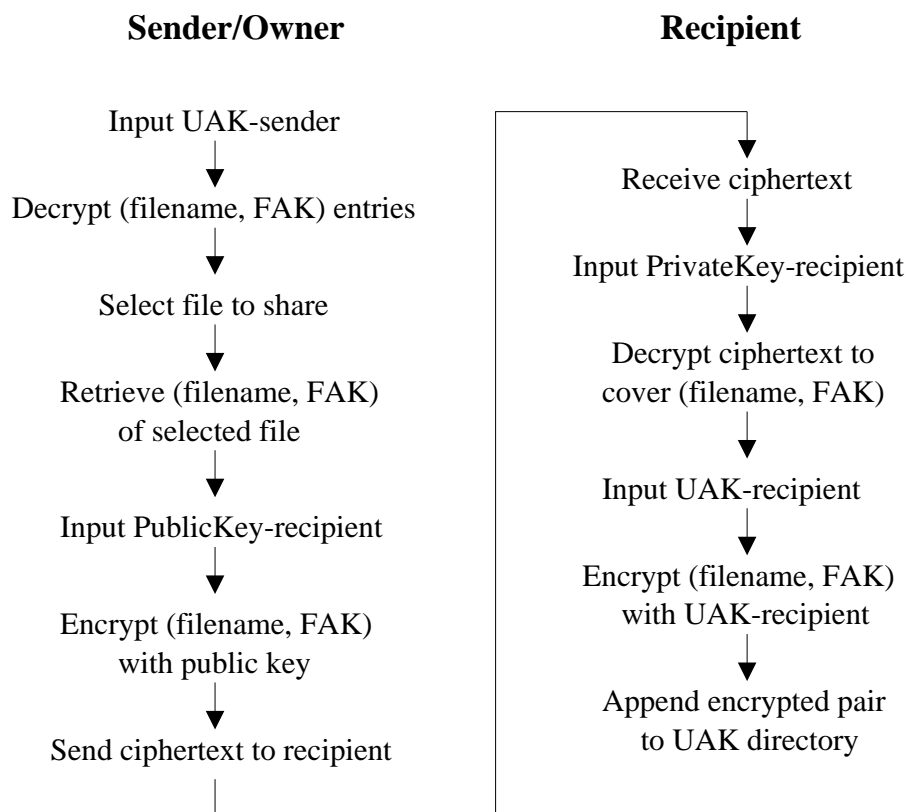 Sender/Owner
Input UAK-sender
Decrypt (filename, FAK) entries
Select file to share
Retrieve (filename, FAK)
of selected file
Input PublicKey-recipient
Encrypt (filename, FAK)
with public key
Send ciphertext to recipient
Recipient
Receive ciphertext
Input PrivateKey-recipient
Decrypt ciphertext to
cover (filename, FAK)
Input UAK-recipient
Encrypt (filename, FAK)
with UAK-recipient
Append encrypted pair
to UAK directory